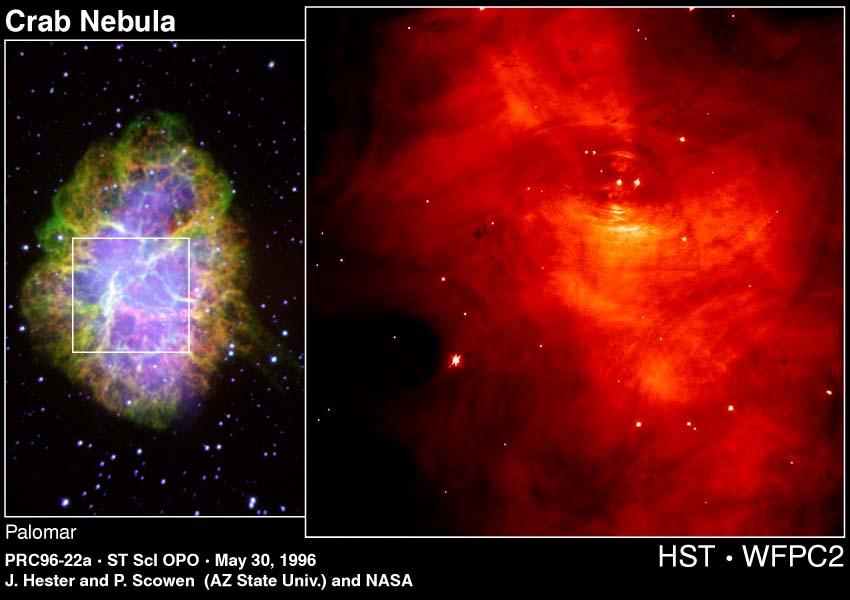 Crab Nebula
Palomar
HST • WFPC2
PRC96-22a • ST ScI OPO • May 30, 1996
J. Hester and P. Scowen (AZ State Univ.) and NASA